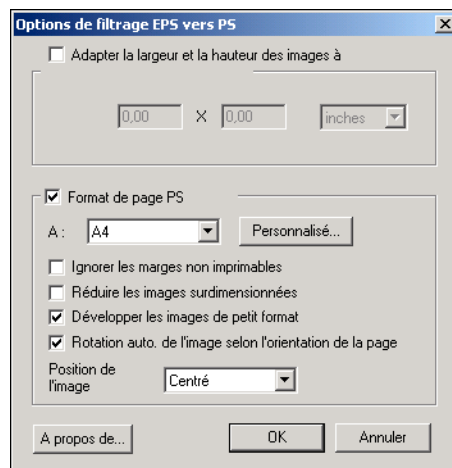 Options de filtrage EPS vers PS
Adapter la largeur et la hauteur des images à
0,00 X 0,00 inches
Format de page PS
A : A4 Personnalisé...
Ignorer les marges non imprimables
Réduire les images surdimensionnées
Développer les images de petit format
Rotation auto. de l'image selon l'orientation de la page
Position de
l'image
Centré
A propos de... OK Annuler